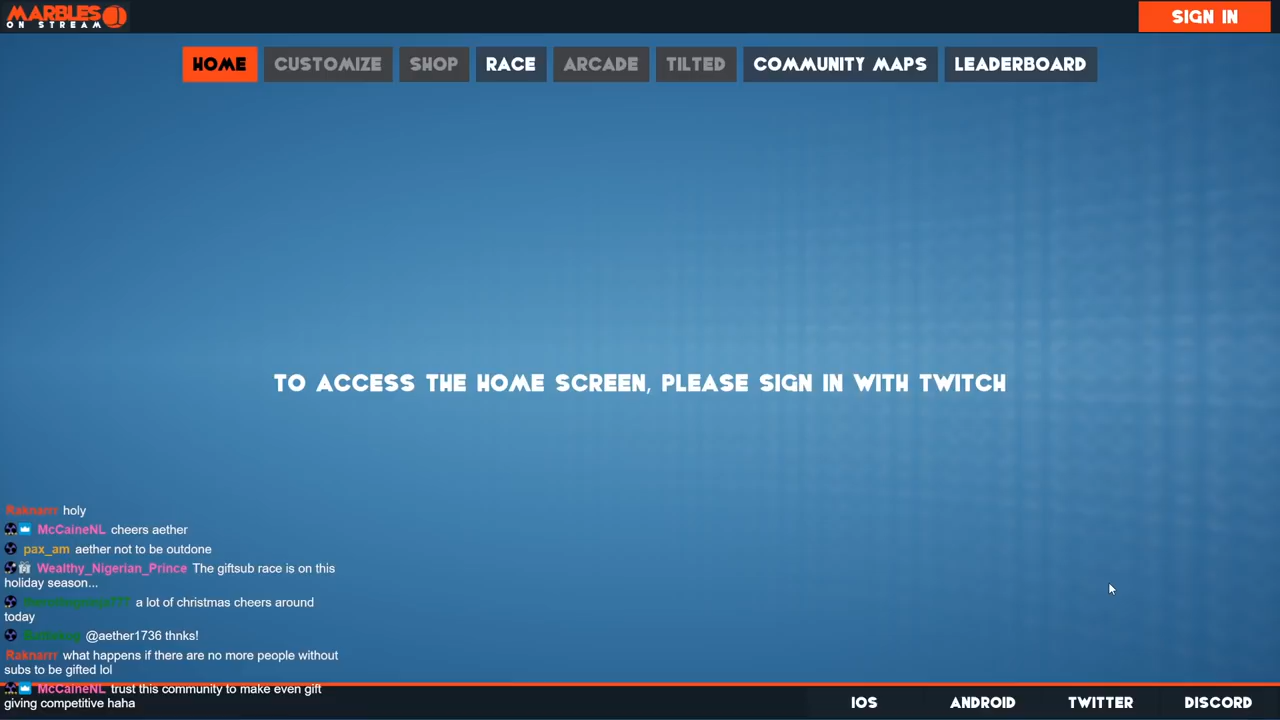 MARBLES
ON STREAM
SIGN IN
HOME
CUSTOMIZE
SHOP
RACE
ARCADE
TILTED
COMMUNITY MAPS
LEADERBOARD
TO ACCESS THE HOME SCREEN, PLEASE SIGN IN WITH TWITCH
Raknarrr holy
McCaineNL cheers aether
pax_am aether not to be outdone
Wealthy_Nigerian_Prince The giftsub race is on this
holiday season...
a lot of christmas cheers around
today
@aether1736 thnks!
Raknarrr what happens if there are no more people without
subs to be gifted lol
McCaineNL trust this community to make even gift
giving competitive haha
IOS
ANDROID
TWITTER
DISCORD